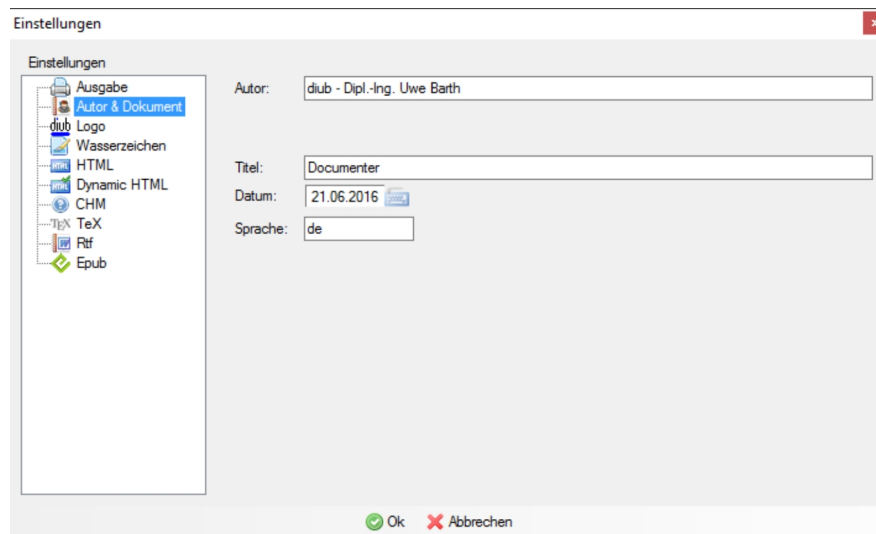 Einstellungen
Einstellungen
Ausgabe
Autor & Dokument
diub Logo
Wasserzeichen
HTML HTML
HTML Dynamic HTML
CHM
TeX TeX
Rtf
Epub
Autor: diub - Dipl.-Ing. Uwe Barth
Titel: Documenter
Datum: 21.06.2016
Sprache: de
Ok Abbrechen